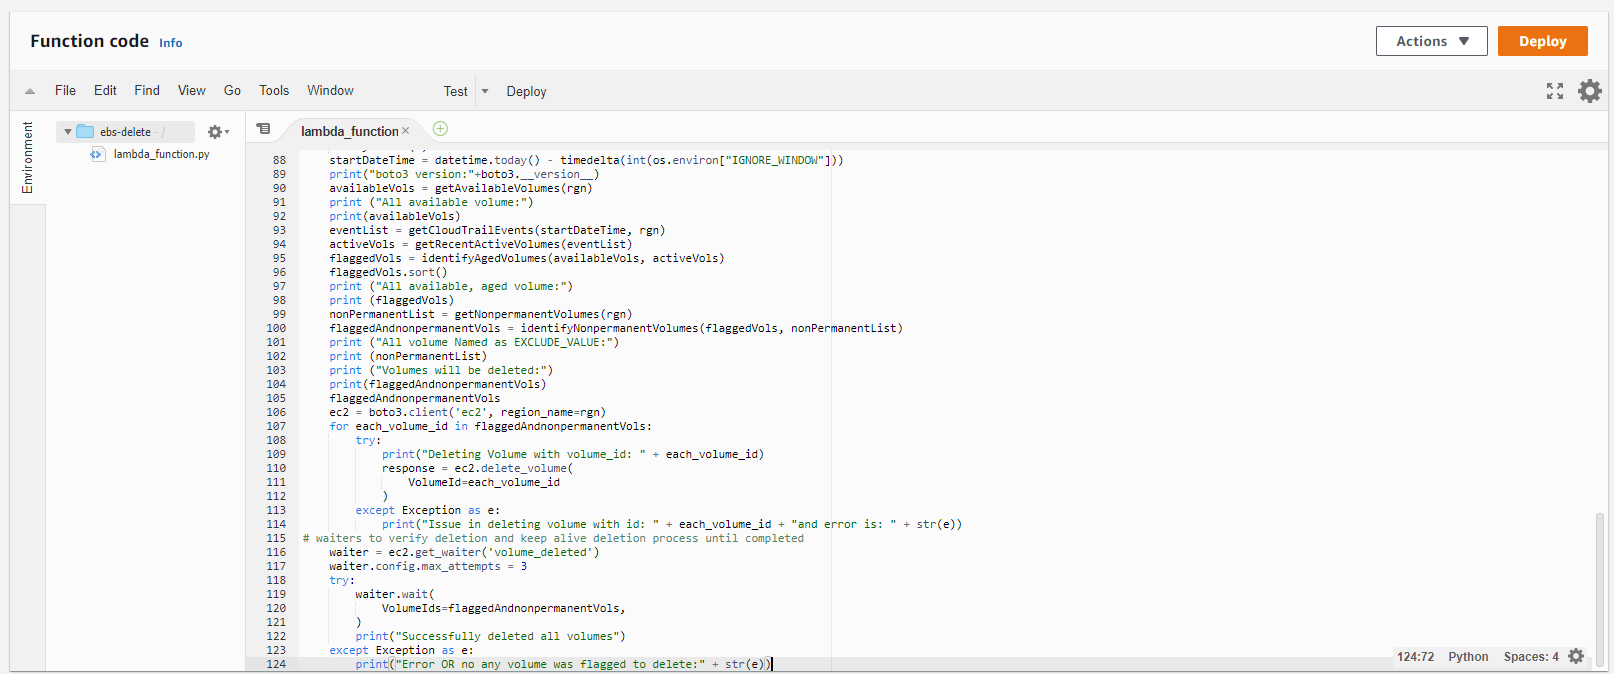 Function code Info
Actions ▼ Deploy
File Edit Find View Go Tools Window Test Deploy
Environment
ebs-delete - /
lambda_function.py
lambda_function ×
88 startDateTime = datetime.today() - timedelta(int(os.environ["IGNORE_WINDOW"]))
89 print("boto3 version:"+boto3.__version__)
90 availableVols = getAvailableVolumes(rgn)
91 print ("All available volume:")
92 print(availableVols)
93 eventList = getCloudTrailEvents(startDateTime, rgn)
94 activeVols = getRecentActiveVolumes(eventList)
95 flaggedVols = identifyAgedVolumes(availableVols, activeVols)
96 flaggedVols.sort()
97 print ("All available, aged volume:")
98 print (flaggedVols)
99 nonPermanentList = getNonpermanentVolumes(rgn)
100 flaggedAndnonpermanentVols = identifyNonpermanentVolumes(flaggedVols, nonPermanentList)
101 print ("All volume Named as EXCLUDE_VALUE:")
102 print (nonPermanentList)
103 print ("Volumes will be deleted:")
104 print(flaggedAndnonpermanentVols)
105 flaggedAndnonpermanentVols
106 ec2 = boto3.client('ec2', region_name=rgn)
107 for each_volume_id in flaggedAndnonpermanentVols:
108 try:
109 print("Deleting Volume with volume_id: " + each_volume_id)
110 response = ec2.delete_volume(
111 VolumeId=each_volume_id
112 )
113 except Exception as e:
114 print("Issue in deleting volume with id: " + each_volume_id + "and error is: " + str(e))
115 # waiters to verify deletion and keep alive deletion process until completed
116 waiter = ec2.get_waiter('volume_deleted')
117 waiter.config.max_attempts = 3
118 try:
119 waiter.wait(
120 VolumeIds=flaggedAndnonpermanentVols,
121 )
122 print("Successfully deleted all volumes")
123 except Exception as e:
124 print("Error OR no any volume was flagged to delete:" + str(e))
124:72 Python Spaces: 4